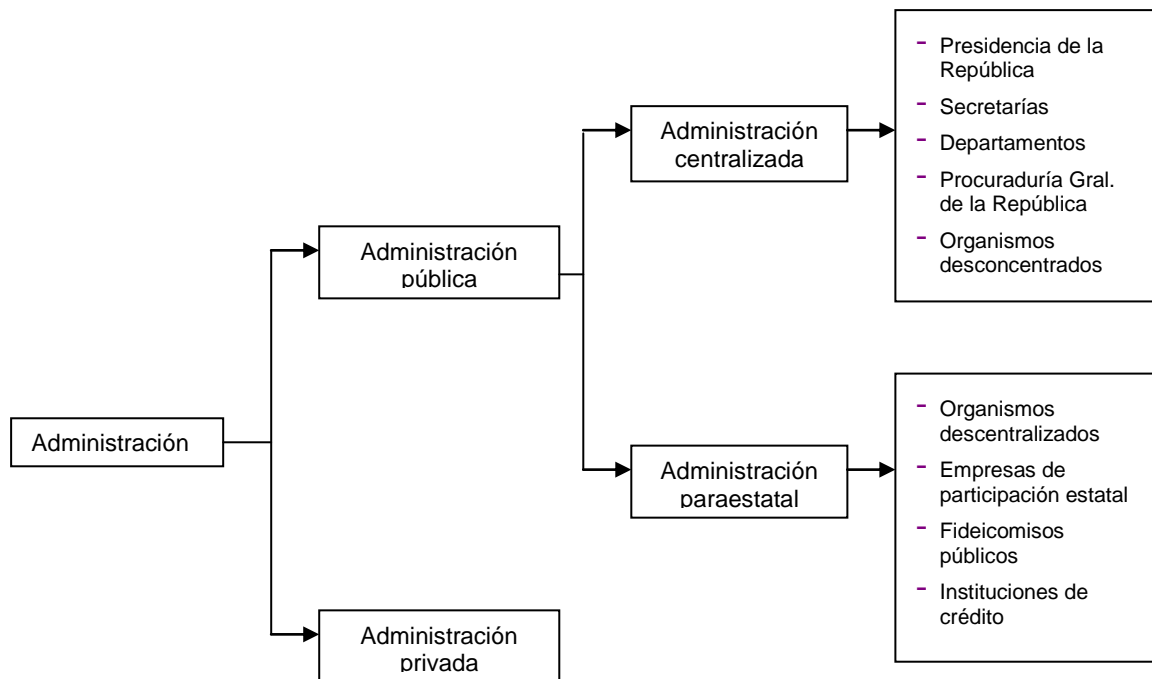 Administración
Administración
pública
Administración
privada
Administración
centralizada
Administración
paraestatal
- Presidencia de la
República
- Secretarías
- Departamentos
- Procuraduría Gral.
de la República
- Organismos
desconcentrados
- Organismos
descentralizados
- Empresas de
participación estatal
- Fideicomisos
públicos
- Instituciones de
crédito